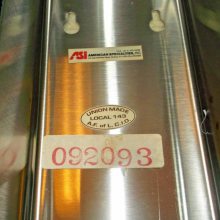 ASI
AMERICAN SPECIALTIES, INC.
UNION MADE
LOCAL 143
A.F. of L. C.I.O
092093